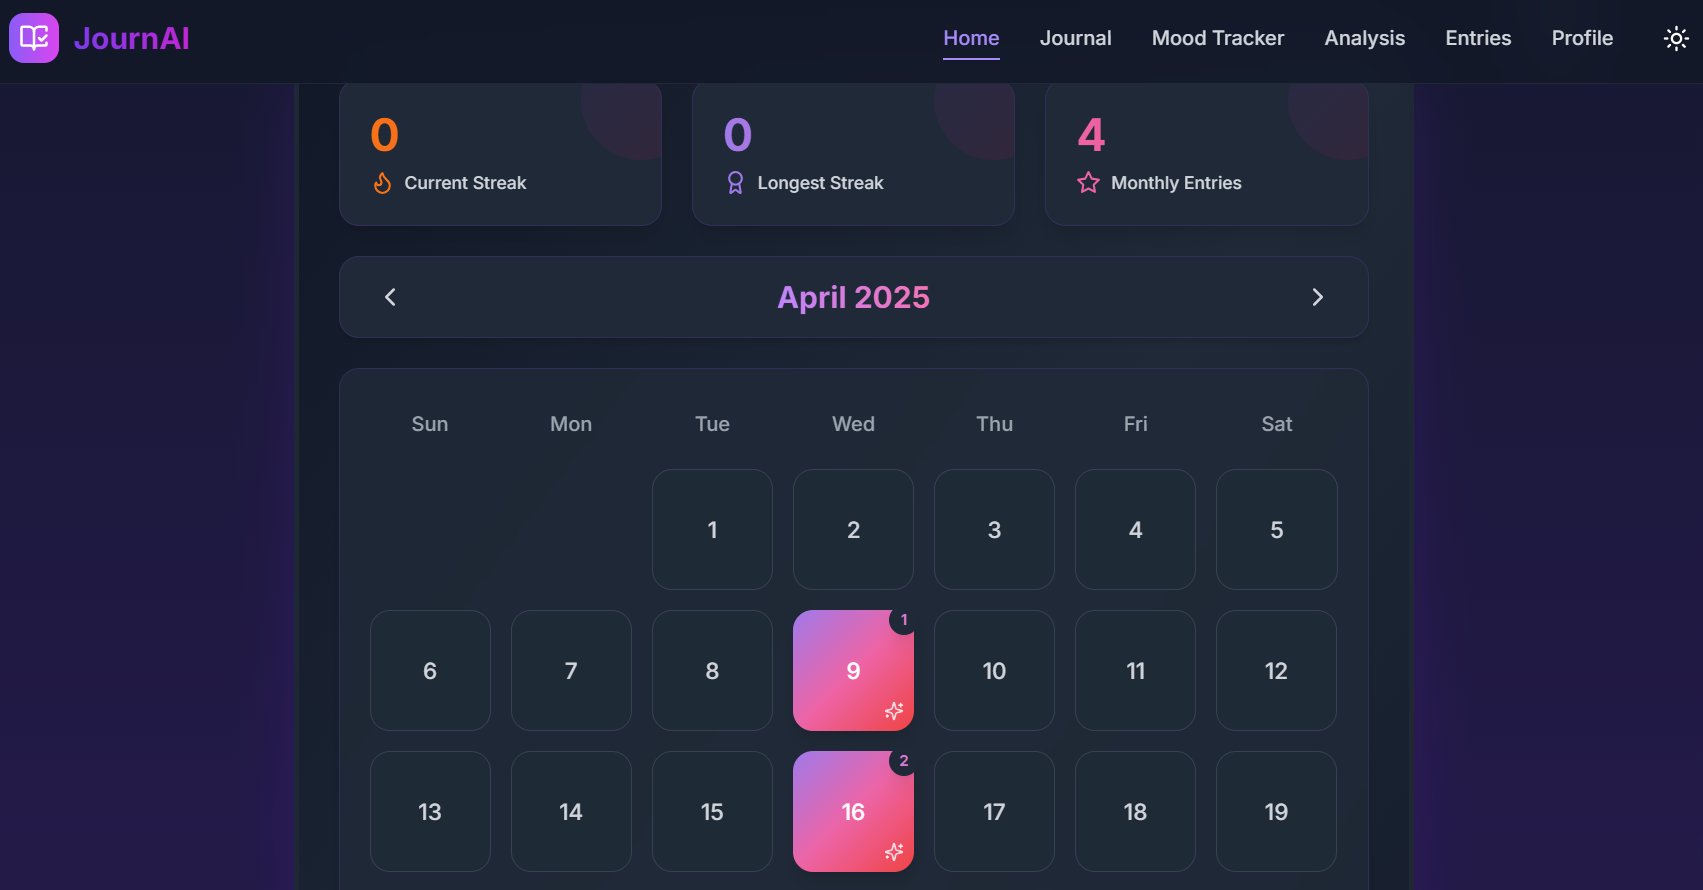 JournAI
Home Journal Mood Tracker Analysis Entries Profile
0 0 4
Current Streak Longest Streak Monthly Entries
April 2025
Sun Mon Tue Wed Thu Fri Sat
1 2 3 4 5
1
6 7 8 9 10 11 12
2
13 14 15 16 17 18 19